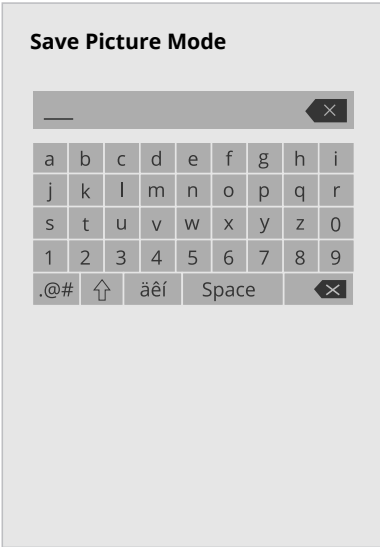 Save Picture Mode
a b c d e f g h i
j k l m n o p q r
s t u v w x y z 0
1 2 3 4 5 6 7 8 9
.@# äêí Space